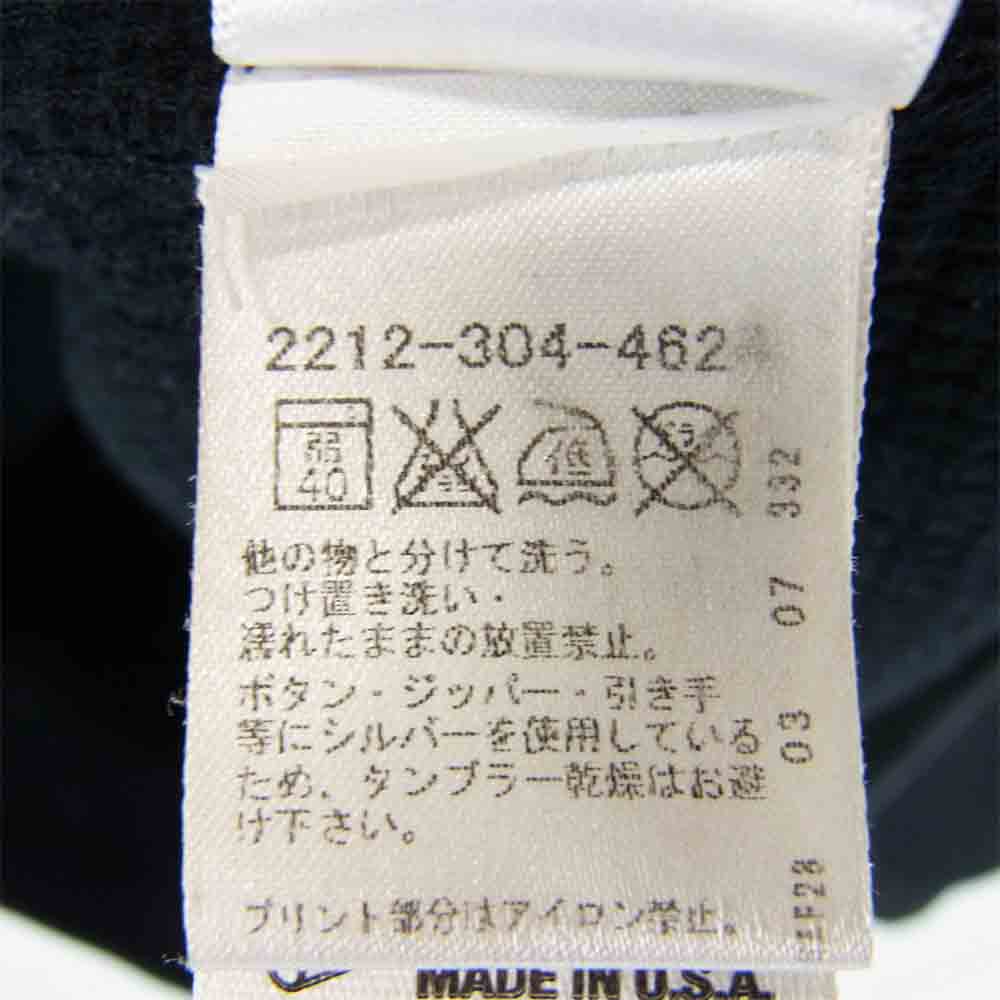 2212-304-462
弱
40
低
ドライ
他の物と分けて洗う。
つけ置き洗い・
濡れたままの放置禁止。
ボタン・ジッパー・引き手
等にシルバーを使用している
ため、タンブラー乾燥はお避
け下さい。
プリント部分はアイロン禁止。
332
07
03
MADE IN U.S.A.